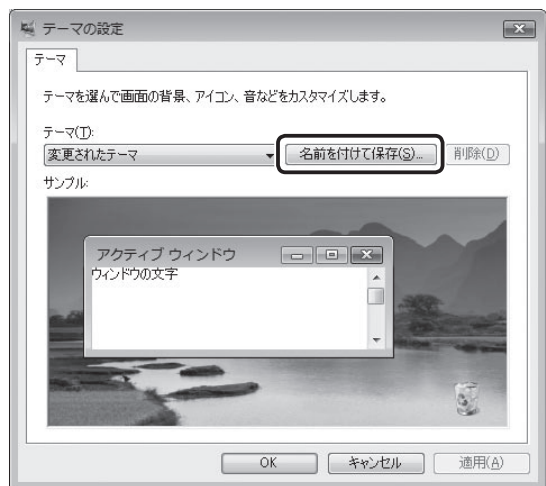 テーマの設定
テーマ
テーマを選んで画面の背景、アイコン、音などをカスタマイズします。
テーマ(T):
変更されたテーマ 名前を付けて保存(S)... 削除(D)
サンプル:
アクティブ ウィンドウ
ウィンドウの文字
OK キャンセル 適用(A)